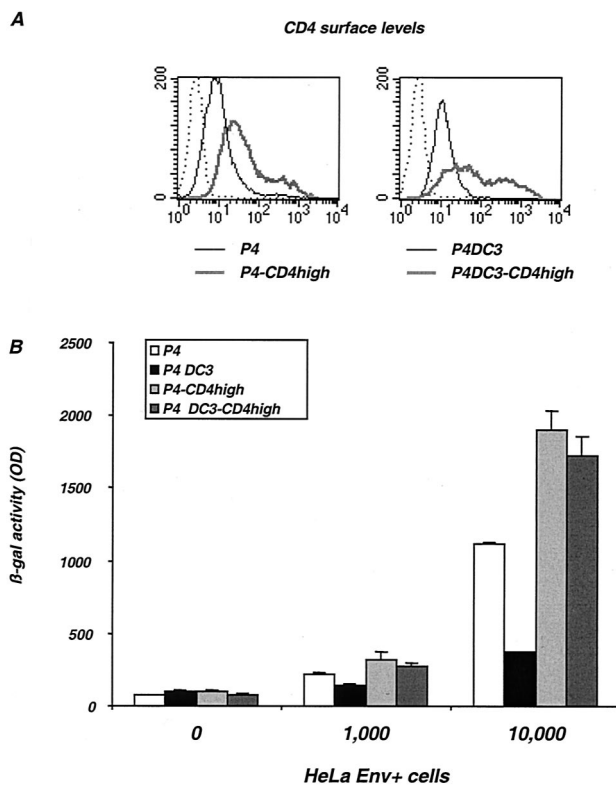 A
CD4 surface levels
200
0
10^0 10^1 10^2 10^3 10^4
200
0
10^0 10^1 10^2 10^3 10^4
P4
P4-CD4high
P4DC3
P4DC3-CD4high
B
2500
2000
1500
1000
500
0
ß-gal activity (OD)
P4
P4 DC3
P4-CD4high
P4 DC3-CD4high
0 1,000 10,000
HeLa Env+ cells